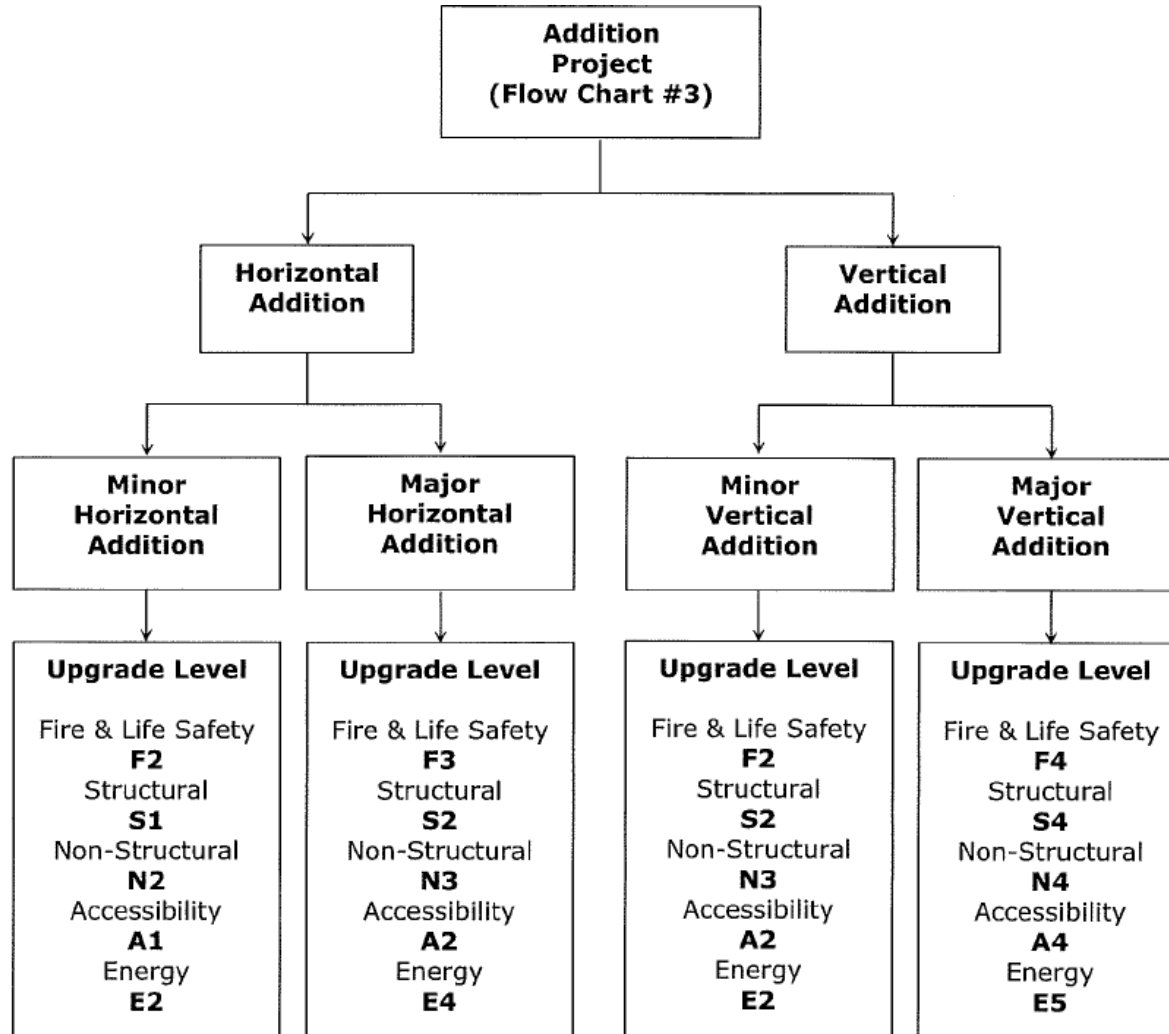 Addition
Project
(Flow Chart #3)
Horizontal
Addition
Vertical
Addition
Minor
Horizontal
Addition
Major
Horizontal
Addition
Minor
Vertical
Addition
Major
Vertical
Addition
Upgrade Level
Fire & Life Safety
F2
Structural
S1
Non-Structural
N2
Accessibility
A1
Energy
E2
Upgrade Level
Fire & Life Safety
F3
Structural
S2
Non-Structural
N3
Accessibility
A2
Energy
E4
Upgrade Level
Fire & Life Safety
F2
Structural
S2
Non-Structural
N3
Accessibility
A2
Energy
E2
Upgrade Level
Fire & Life Safety
F4
Structural
S4
Non-Structural
N4
Accessibility
A4
Energy
E5